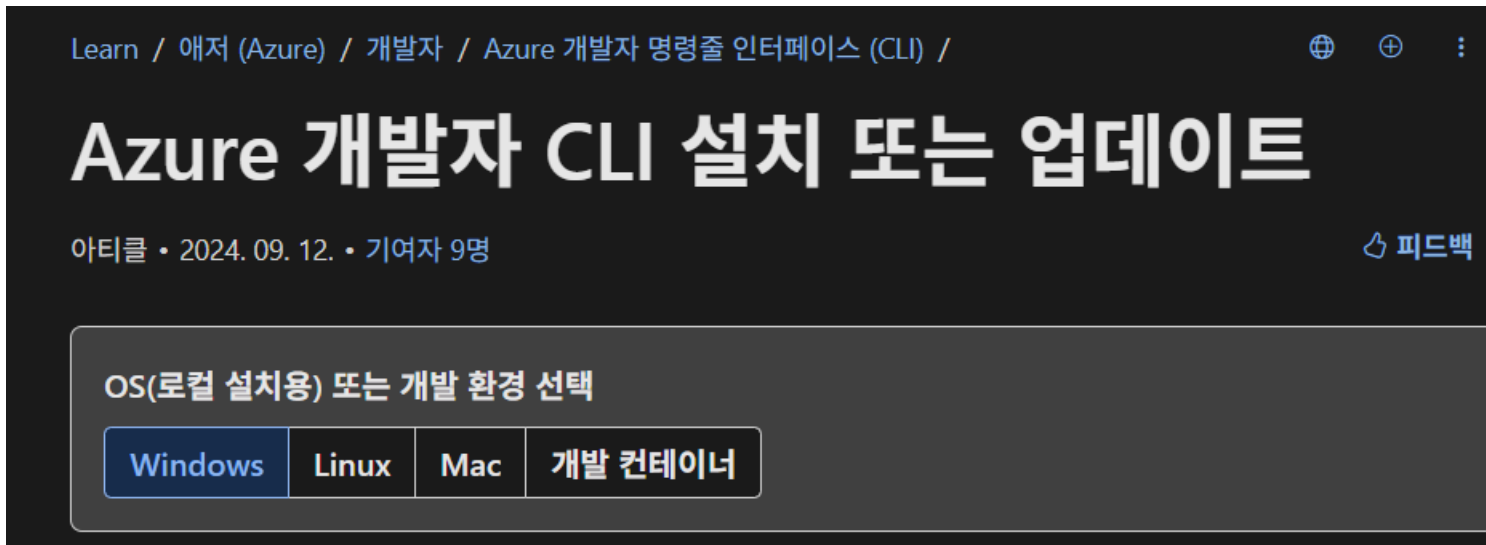 Learn / 애저 (Azure) / 개발자 / Azure 개발자 명령줄 인터페이스 (CLI) /
Azure 개발자 CLI 설치 또는 업데이트
아티클 • 2024. 09. 12. • 기여자 9명
피드백
OS(로컬 설치용) 또는 개발 환경 선택
Windows Linux Mac 개발 컨테이너